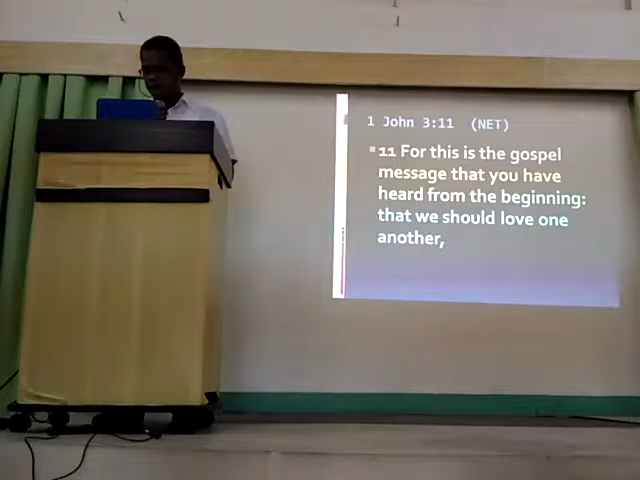 1 John 3:11 (NET)
11 For this is the gospel
message that you have
heard from the beginning:
that we should love one
another,